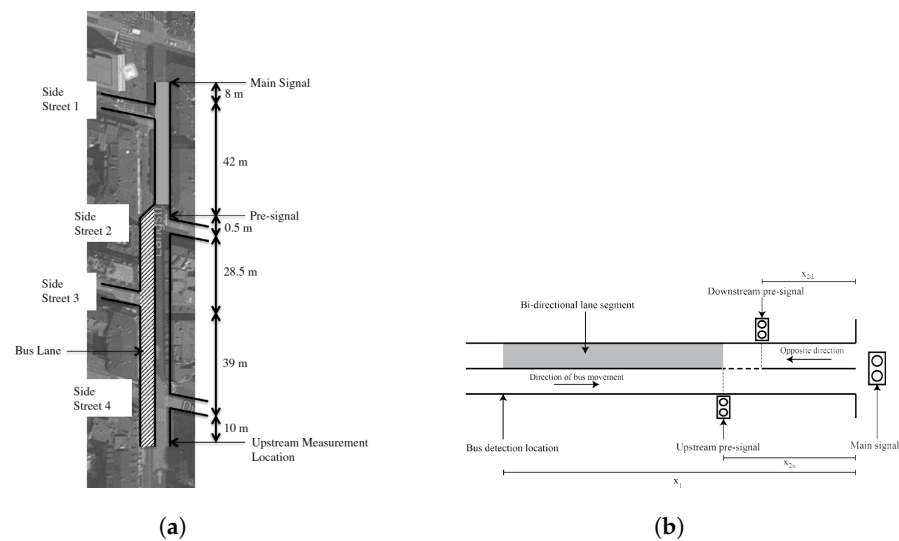 Main Signal
8 m
Side
Street 1
42 m
Side
Street 2
Pre-signal
0.5 m
28.5 m
Side
Street 3
Bus Lane
39 m
Side
Street 4
10 m
Upstream Measurement
Location
(a)
x2d
Downstream pre-signal
Bi-directional lane segment
Opposite direction
Direction of bus movement
Bus detection location
Upstream pre-signal
Main signal
x2u
x1
(b)